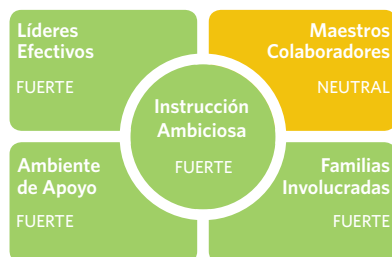 Líderes
Efectivos
FUERTE
Maestros
Colaboradores
NEUTRAL
Instrucción
Ambiciosa
FUERTE
Ambiente
de Apoyo
FUERTE
Familias
Involucradas
FUERTE